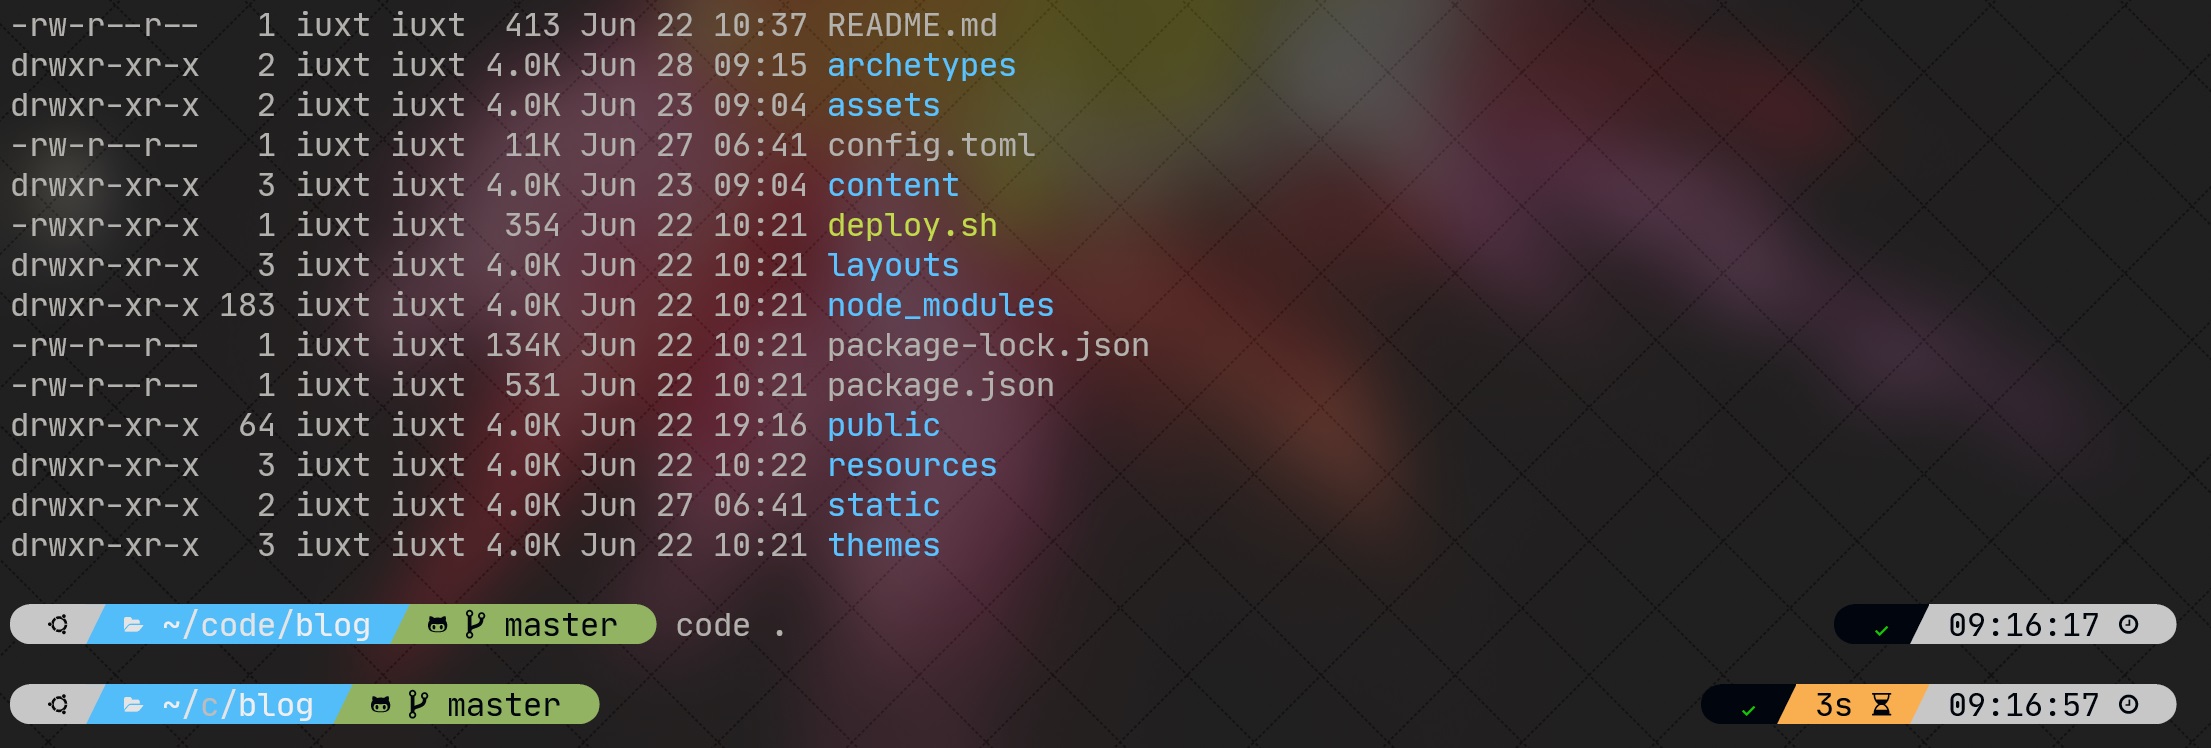 -rw-r--r--   1 iuxt iuxt  413 Jun 22 10:37 README.md
drwxr-xr-x   2 iuxt iuxt 4.0K Jun 28 09:15 archetypes
drwxr-xr-x   2 iuxt iuxt 4.0K Jun 23 09:04 assets
-rw-r--r--   1 iuxt iuxt  11K Jun 27 06:41 config.toml
drwxr-xr-x   3 iuxt iuxt 4.0K Jun 23 09:04 content
-rwxr-xr-x   1 iuxt iuxt  354 Jun 22 10:21 deploy.sh
drwxr-xr-x   3 iuxt iuxt 4.0K Jun 22 10:21 layouts
drwxr-xr-x 183 iuxt iuxt 4.0K Jun 22 10:21 node_modules
-rw-r--r--   1 iuxt iuxt 134K Jun 22 10:21 package-lock.json
-rw-r--r--   1 iuxt iuxt  531 Jun 22 10:21 package.json
drwxr-xr-x  64 iuxt iuxt 4.0K Jun 22 19:16 public
drwxr-xr-x   3 iuxt iuxt 4.0K Jun 22 10:22 resources
drwxr-xr-x   2 iuxt iuxt 4.0K Jun 27 06:41 static
drwxr-xr-x   3 iuxt iuxt 4.0K Jun 22 10:21 themes
~/code/blog master code . ✓ 09:16:17
~/c/blog master ✓ 3s 09:16:57